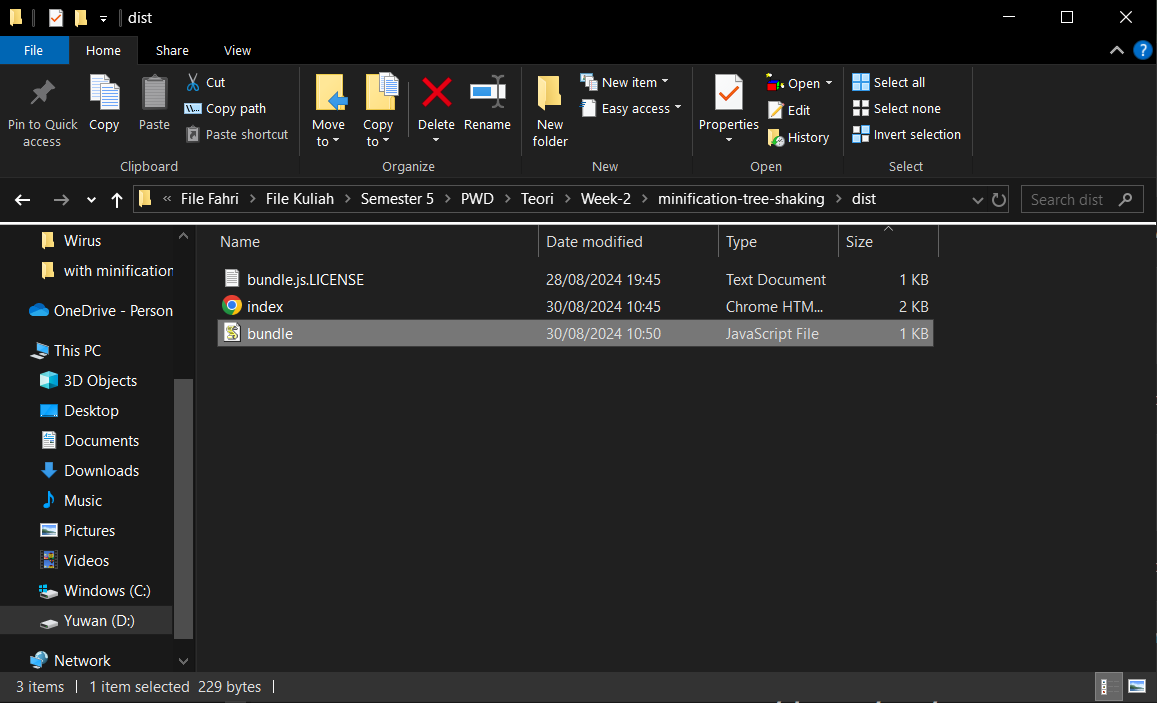 dist
File Home Share View
Pin to Quick access
Copy
Paste
Cut
Copy path
Paste shortcut
Clipboard
Move to
Copy to
Delete
Rename
Organize
New folder
New item
Easy access
New
Properties
Open
Edit
History
Open
Select all
Select none
Invert selection
Select
« File Fahri > File Kuliah > Semester 5 > PWD > Teori > Week-2 > minification-tree-shaking > dist
Search dist
Wirus
with minification
OneDrive - Person
This PC
3D Objects
Desktop
Documents
Downloads
Music
Pictures
Videos
Windows (C:)
Yuwan (D:)
Network
Name Date modified Type Size
bundle.js.LICENSE 28/08/2024 19:45 Text Document 1 KB
index 30/08/2024 10:45 Chrome HTM... 2 KB
bundle 30/08/2024 10:50 JavaScript File 1 KB
3 items 1 item selected 229 bytes